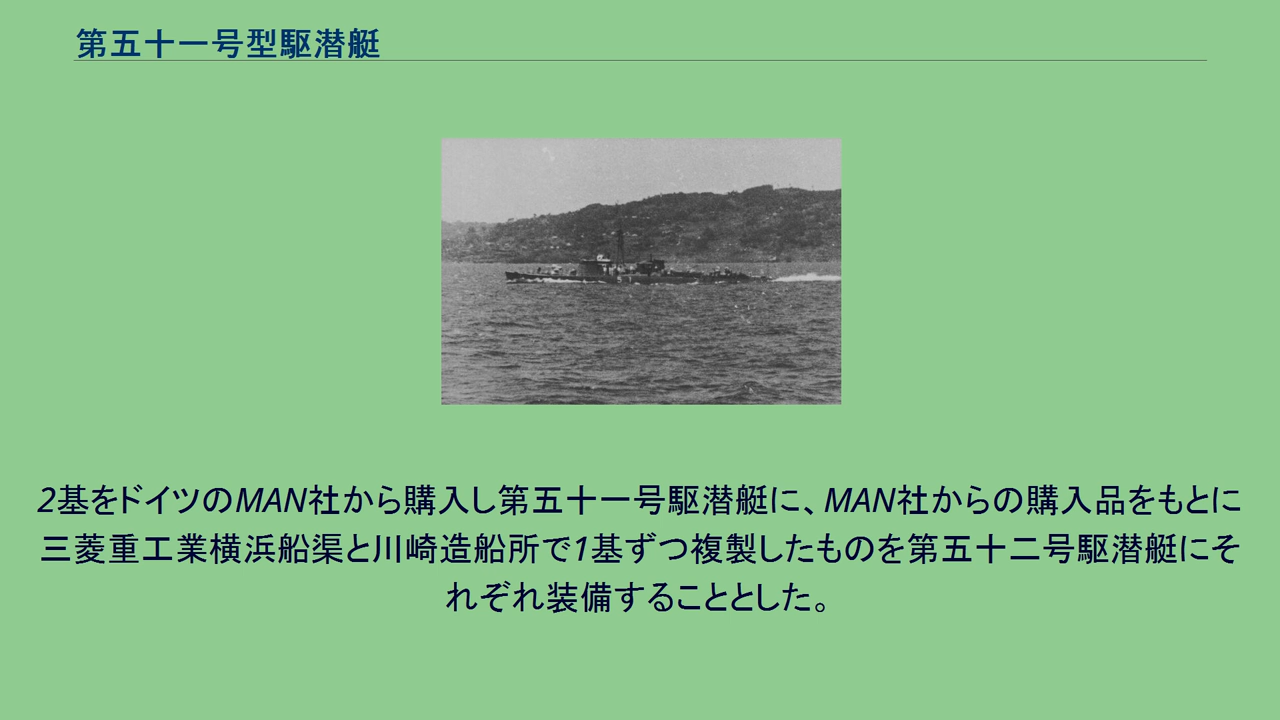 第五十一号型駆潜艇
2基をドイツのMAN社から購入し第五十一号駆潜艇に、MAN社からの購入品をもとに
三菱重工業横浜船渠と川崎造船所で1基ずつ複製したものを第五十二号駆潜艇にそ
れぞれ装備することとした。